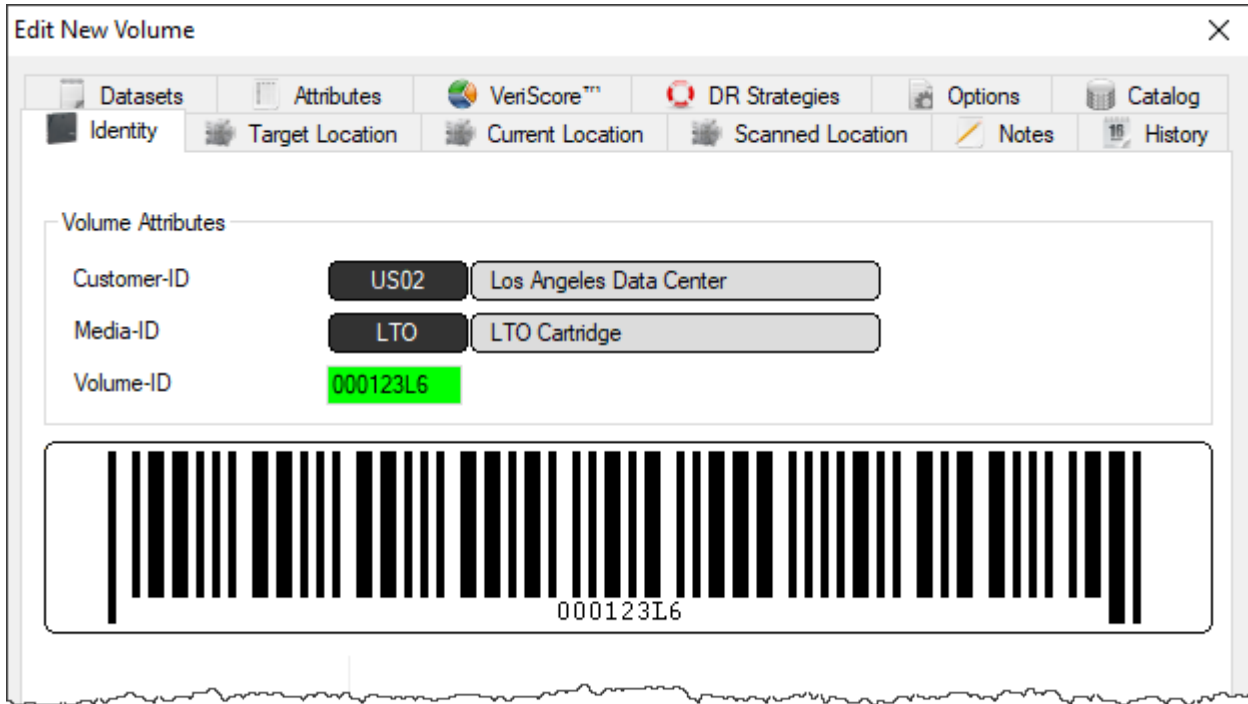 Edit New Volume
Datasets Attributes VeriScore™ DR Strategies Options Catalog
Identity Target Location Current Location Scanned Location Notes History
Volume Attributes
Customer-ID US02 Los Angeles Data Center
Media-ID LTO LTO Cartridge
Volume-ID 000123L6
000123L6